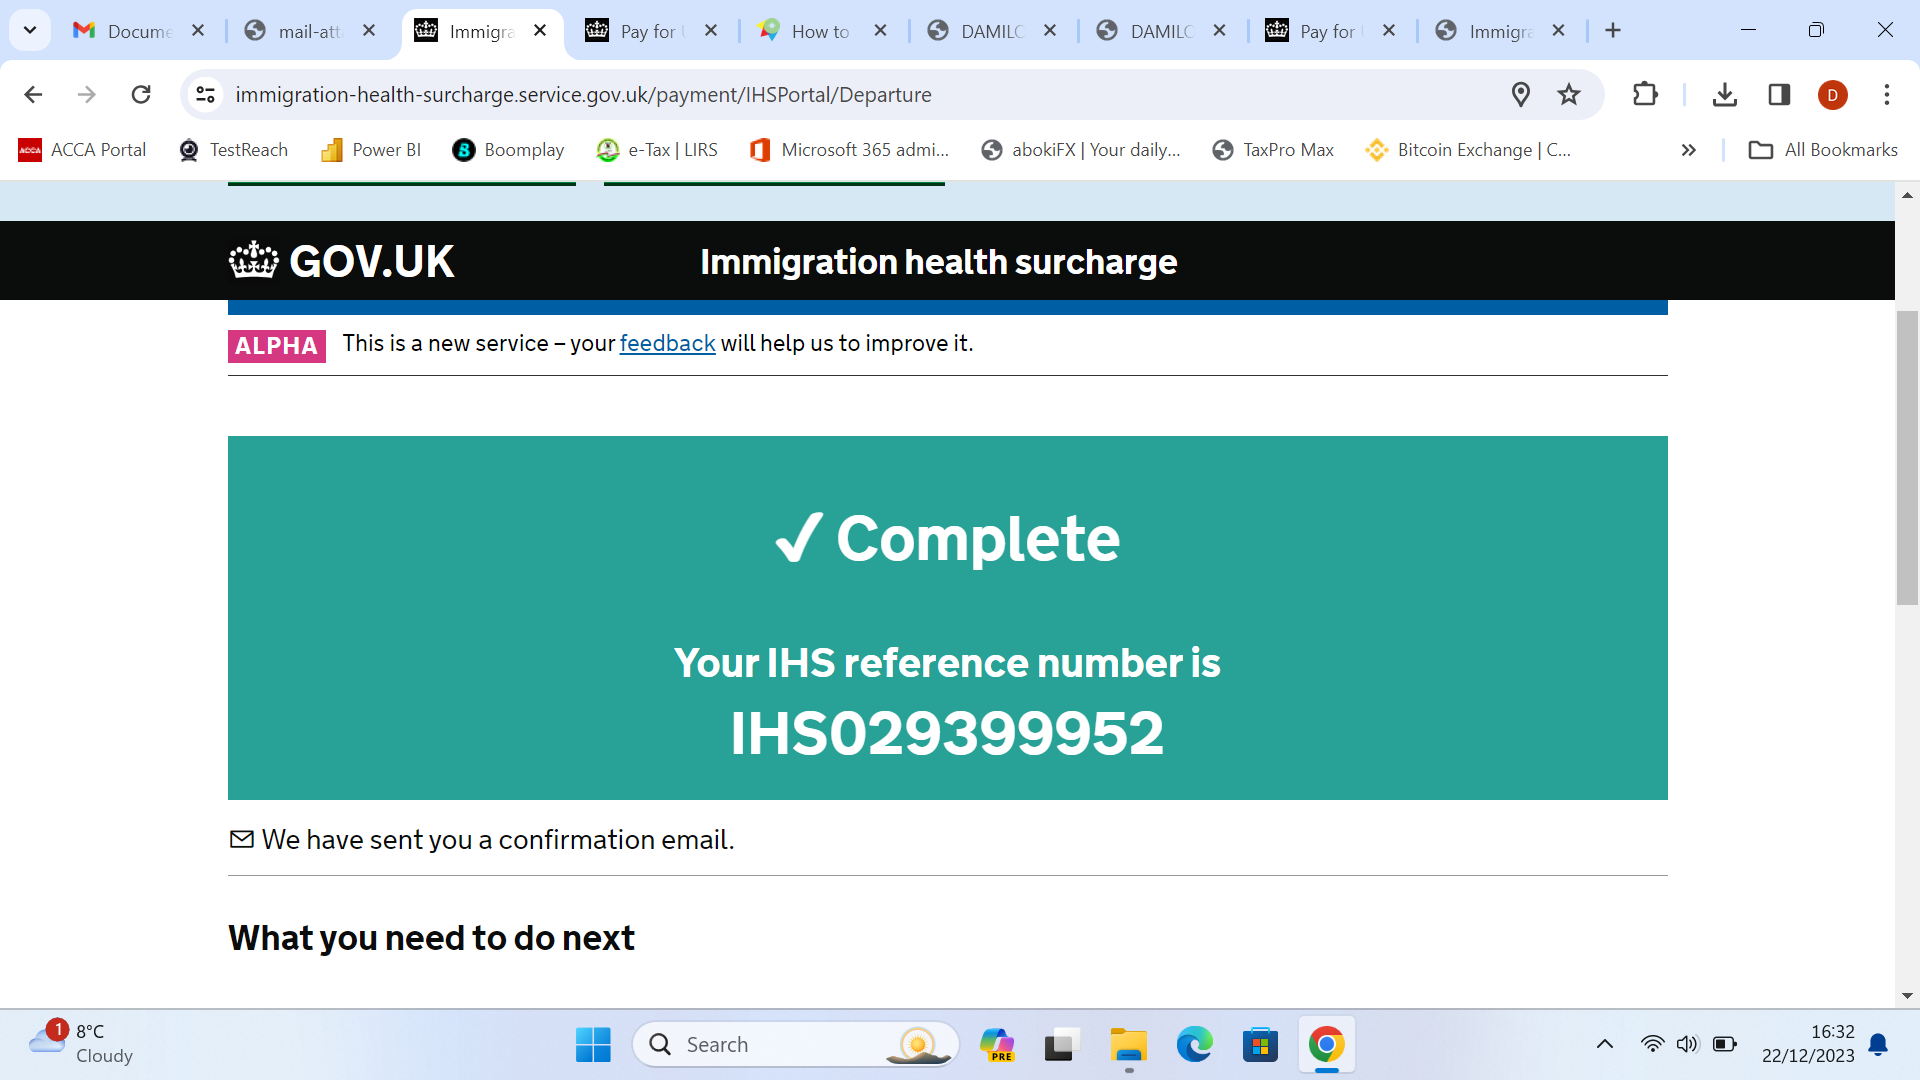 Docume
mail-att
Immigra
Pay for U
How to
DAMILO
DAMILO
Pay for
Immigra
immigration-health-surcharge.service.gov.uk/payment/IHSPortal/Departure
D
ACCA
ACCA Portal
TestReach
Power BI
Boomplay
e-Tax | LIRS
Microsoft 365 admi...
abokiFX | Your daily...
TaxPro Max
Bitcoin Exchange | C...
»
All Bookmarks
GOV.UK
Immigration health surcharge
ALPHA
This is a new service – your feedback will help us to improve it.
✓ Complete
Your IHS reference number is
IHS029399952
We have sent you a confirmation email.
What you need to do next
1
8°C
Cloudy
Search
PRE
16:32
22/12/2023